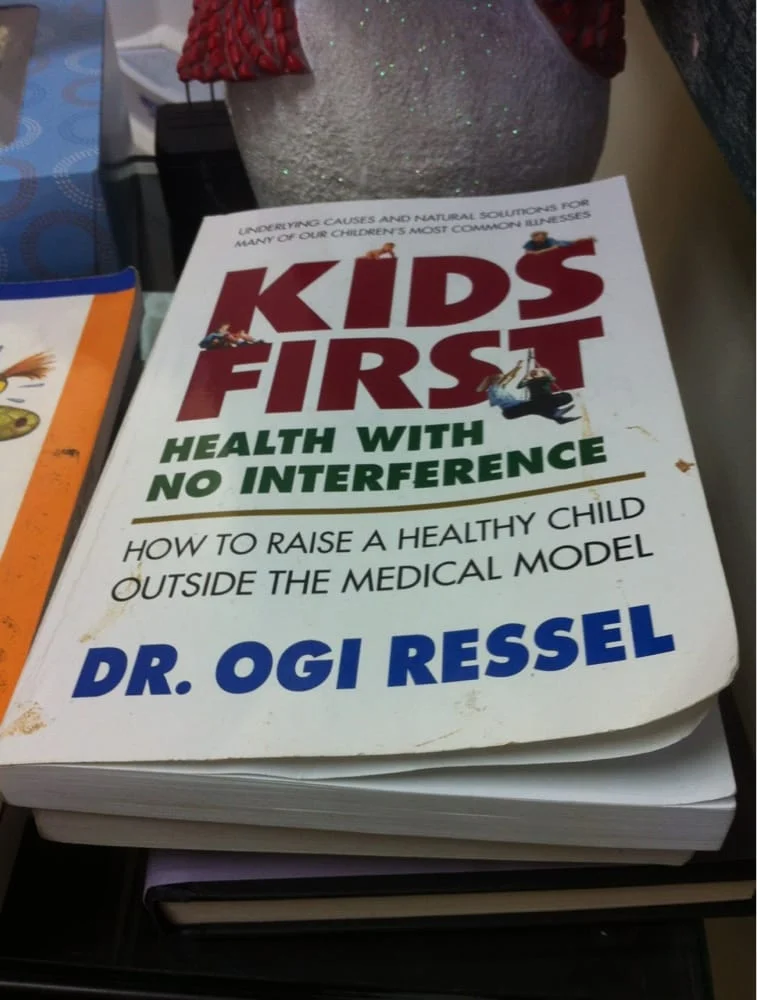 UNDERLYING CAUSES AND NATURAL SOLUTIONS FOR
MANY OF OUR CHILDREN'S MOST COMMON ILLNESSES
KIDS
FIRST
HEALTH WITH
NO INTERFERENCE
HOW TO RAISE A HEALTHY CHILD
OUTSIDE THE MEDICAL MODEL
DR. OGI RESSEL